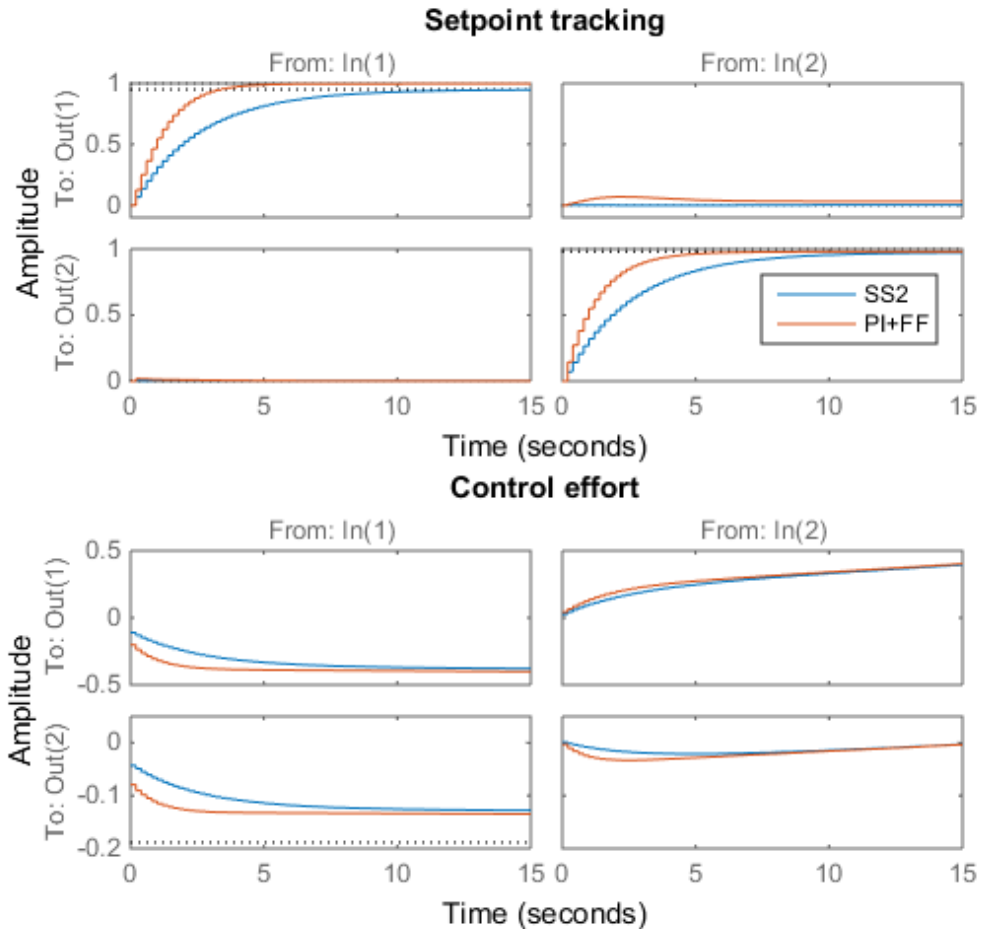 Setpoint tracking
From: In(1)
From: In(2)
Amplitude
To: Out(1)
1
0.5
0
To: Out(2)
1
0.5
0
SS2
PI+FF
0
5
10
15
0
5
10
15
Time (seconds)
Control effort
From: In(1)
From: In(2)
Amplitude
To: Out(1)
0.5
0
-0.5
To: Out(2)
0
-0.1
-0.2
0
5
10
15
0
5
10
15
Time (seconds)